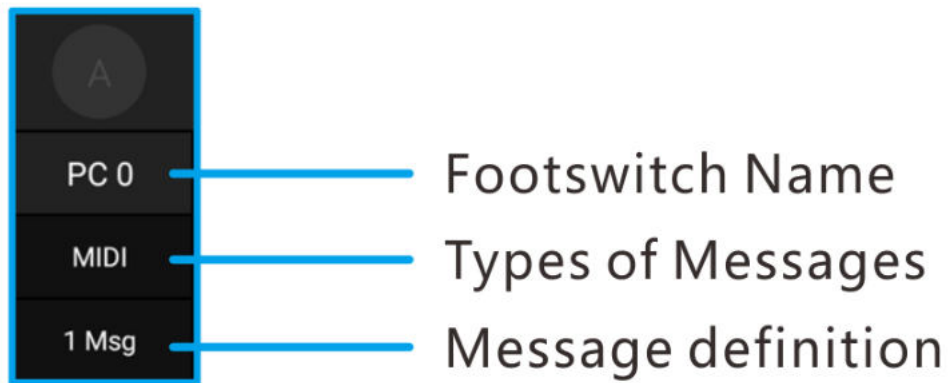 A
PC 0 Footswitch Name
MIDI Types of Messages
1 Msg Message definition